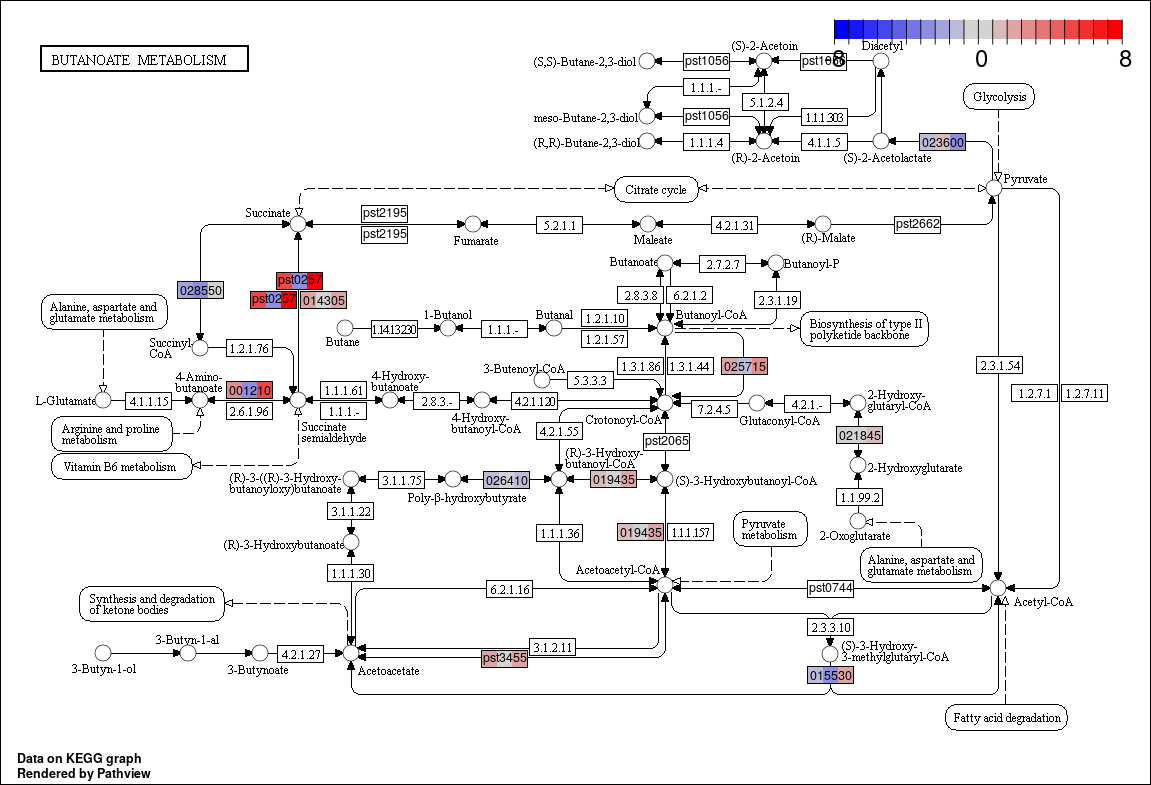 BUTANOATE METABOLISM
8 0 8
(S)-2-Acetoin
Diacetyl
(S,S)-Butane-2,3-diol
pst1056
1.1.1.-
5.1.2.4
Glycolysis
meso-Butane-2,3-diol
pst1056
1.1.1.303
(R,R)-Butane-2,3-diol
1.1.1.4
4.1.1.5
023600
(R)-2-Acetoin
(S)-2-Acetolactate
Citrate cycle
Pyruvate
Succinate
pst2195
pst2195
Fumarate
5.2.1.1
Maleate
4.2.1.31
(R)-Malate
pst2662
Butanoate
2.7.2.7
Butanoyl-P
028550
pst0257
pst0257
014305
2.8.3.8
6.2.1.2
2.3.1.19
Alanine, aspartate and
glutamate metabolism
1-Butanol
Butanal
Butanoyl-CoA
Butane
1.14.13.230
1.1.1.-
1.2.1.10
1.2.1.57
Biosynthesis of type II
polyketide backbone
Succinyl
CoA
1.2.1.76
3-Butenoyl-CoA
5.3.3.3
1.3.1.86
1.3.1.44
025715
2.3.1.54
4-Amino-
butanoate
001210
2.6.1.96
1.1.1.61
1.1.1.-
4-Hydroxy-
butanoate
L-Glutamate
4.1.1.15
2.8.3.-
4-Hydroxy-
butanoyl-CoA
4.2.1.120
Crotonoyl-CoA
7.2.4.5
Glutaconyl-CoA
4.2.1.-
2-Hydroxy-
glutaryl-CoA
1.2.7.1
1.2.7.11
Succinate
semialdehyde
Arginine and proline
metabolism
4.2.1.55
pst2065
021845
Vitamin B6 metabolism
(R)-3-Hydroxy-
butanoyl-CoA
2-Hydroxyglutarate
(R)-3-((R)-3-Hydroxy-
butanoyloxy)butanoate
3.1.1.75
Poly-β-hydroxybutyrate
026410
019435
(S)-3-Hydroxybutanoyl-CoA
1.1.99.2
3.1.1.22
1.1.1.36
019435
1.1.1.157
Pyruvate
metabolism
2-Oxoglutarate
(R)-3-Hydroxybutanoate
Alanine, aspartate and
glutamate metabolism
1.1.1.30
Acetoacetyl-CoA
6.2.1.16
pst0744
Acetyl-CoA
Synthesis and degradation
of ketone bodies
2.3.3.10
3-Butyn-1-al
3.1.2.11
(S)-3-Hydroxy-
3-methylglutaryl-CoA
3-Butyn-1-ol
3-Butynoate
4.2.1.27
Acetoacetate
pst3455
015530
Fatty acid degradation
Data on KEGG graph
Rendered by Pathview